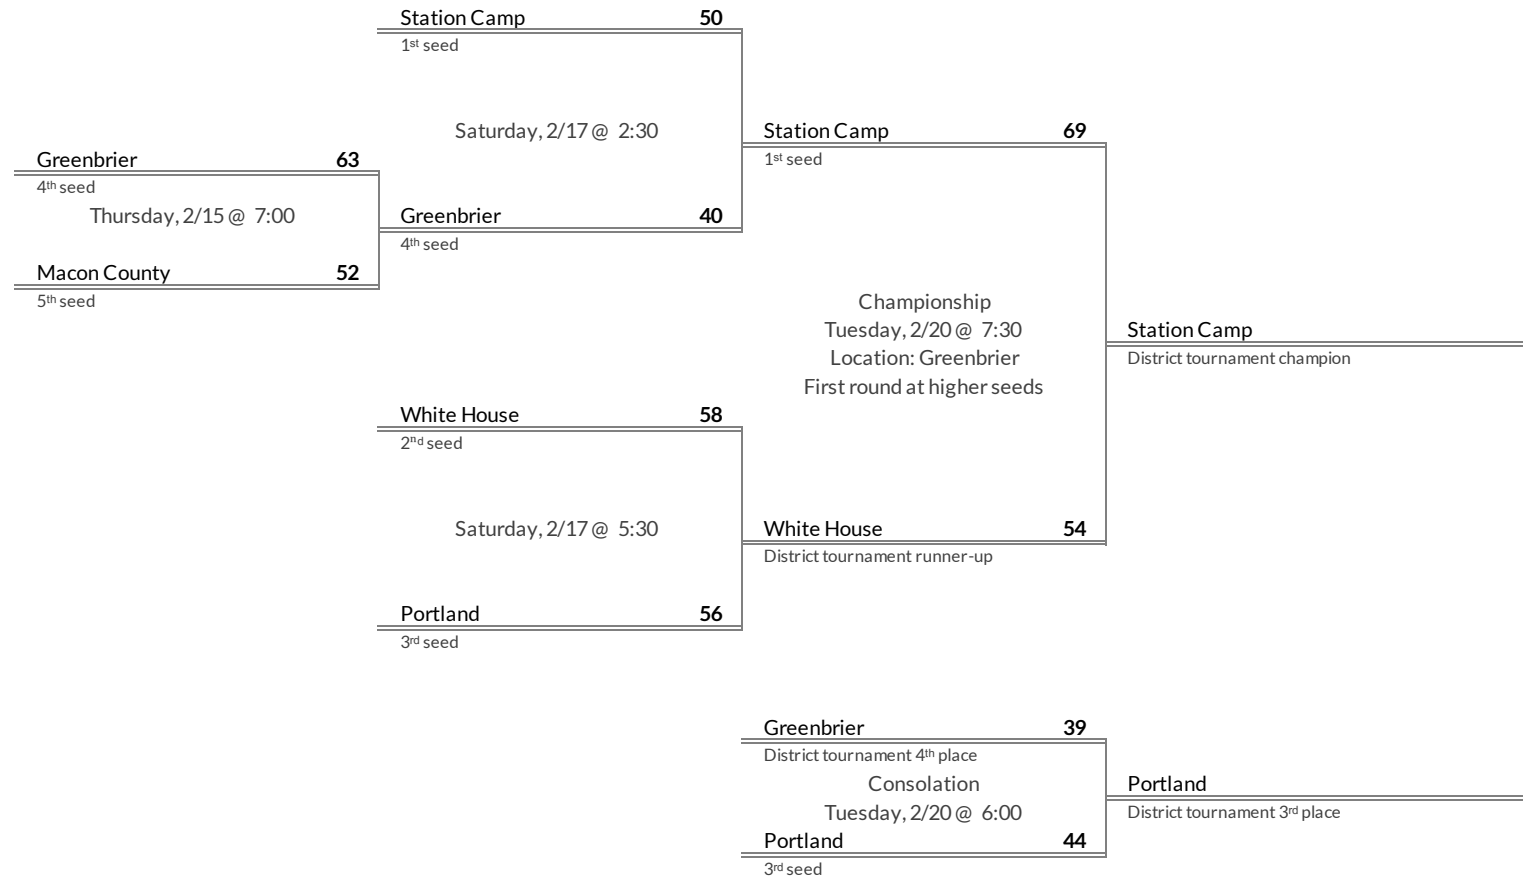 Station Camp 50
1st seed
Saturday, 2/17 @ 2:30
Station Camp 69
1st seed
Greenbrier 63
4th seed
Thursday, 2/15 @ 7:00
Greenbrier 40
4th seed
Macon County 52
5th seed
Championship
Tuesday, 2/20 @ 7:30
Location: Greenbrier
First round at higher seeds
Station Camp
District tournament champion
White House 58
2nd seed
Saturday, 2/17 @ 5:30
White House 54
District tournament runner-up
Portland 56
3rd seed
Greenbrier 39
District tournament 4th place
Consolation
Tuesday, 2/20 @ 6:00
Portland
District tournament 3rd place
Portland 44
3rd seed